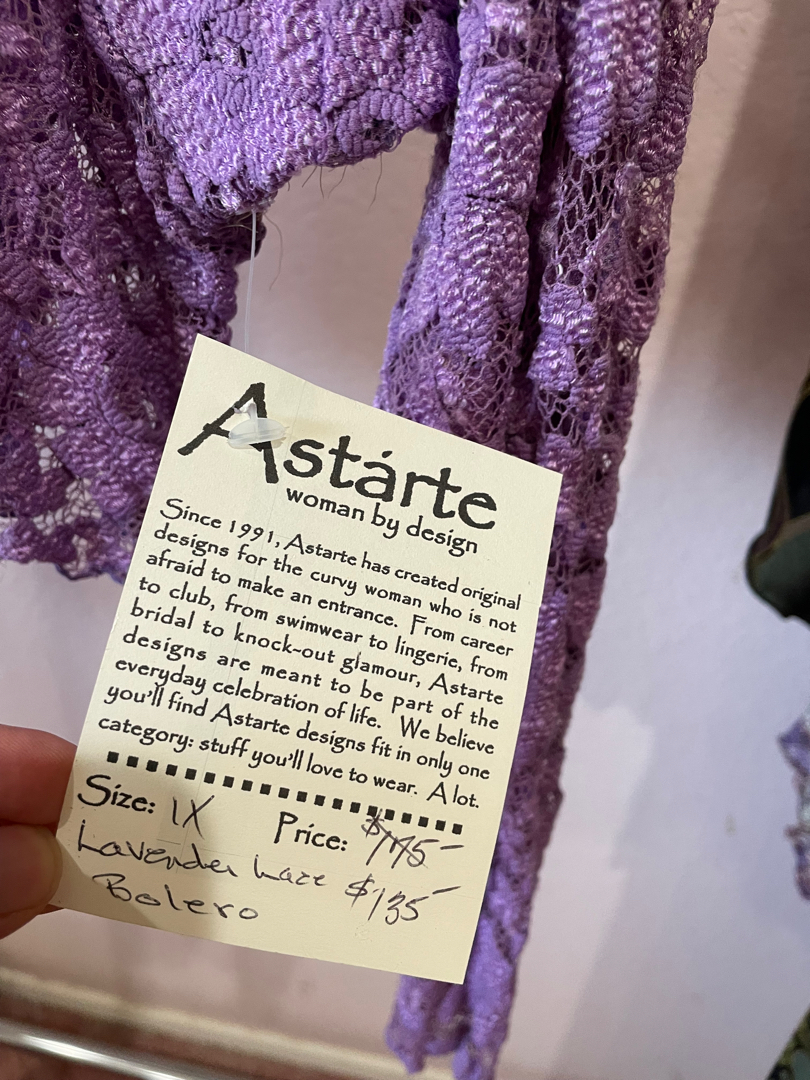 Astárte
woman by design
Since 1991, Astarte has created original
designs for the curvy woman who is not
afraid to make an entrance. From career
to club, from swimwear to lingerie, from
bridal to knock-out glamour, Astarte
designs are meant to be part of the
everyday celebration of life. We believe
you'll find Astarte designs fit in only one
category: stuff you'll love to wear. A lot.
Size: 1X Price:
Lavender Lace $135-
Bolero